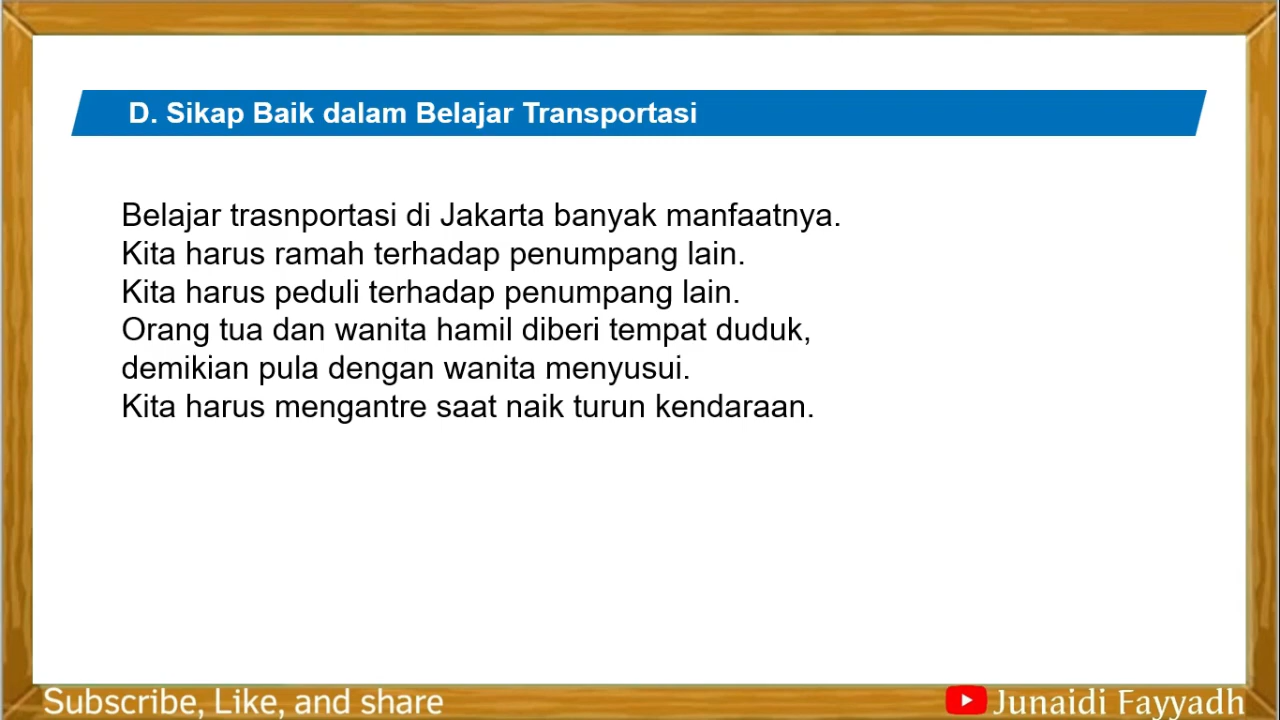 D. Sikap Baik dalam Belajar Transportasi
Belajar trasnportasi di Jakarta banyak manfaatnya.
Kita harus ramah terhadap penumpang lain.
Kita harus peduli terhadap penumpang lain.
Orang tua dan wanita hamil diberi tempat duduk,
demikian pula dengan wanita menyusui.
Kita harus mengantre saat naik turun kendaraan.
Subscribe, Like, and share
Junaidi Fayyadh